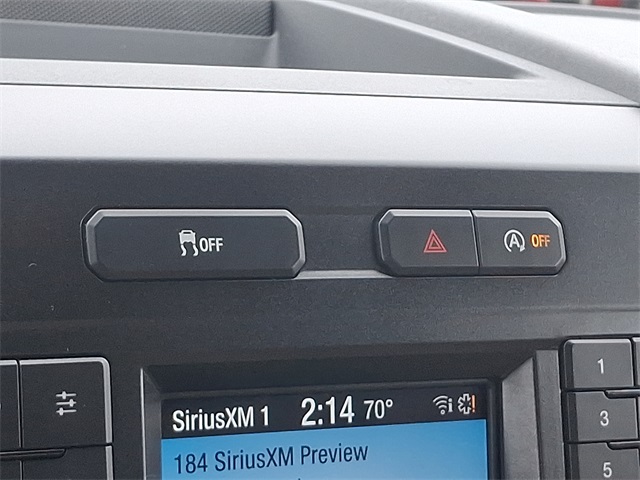 OFF
A OFF
SiriusXM 1 2:14 70°
184 SiriusXM Preview
1
3
5